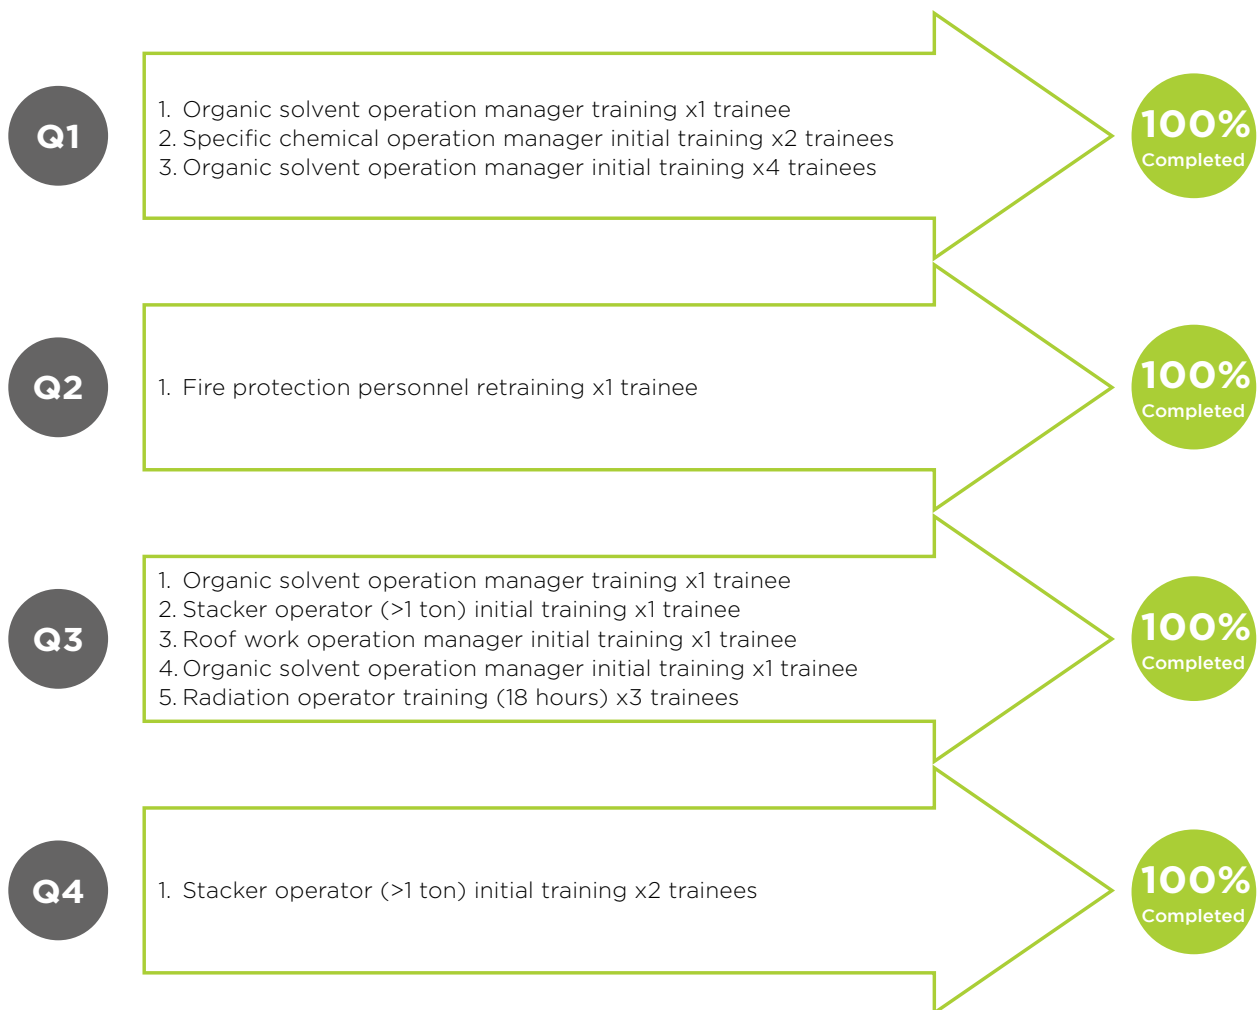 Q1
1. Organic solvent operation manager training x1 trainee
2. Specific chemical operation manager initial training x2 trainees
3. Organic solvent operation manager initial training x4 trainees
100%
Completed
Q2
1. Fire protection personnel retraining x1 trainee
100%
Completed
Q3
1. Organic solvent operation manager training x1 trainee
2. Stacker operator (>1 ton) initial training x1 trainee
3. Roof work operation manager initial training x1 trainee
4. Organic solvent operation manager initial training x1 trainee
5. Radiation operator training (18 hours) x3 trainees
100%
Completed
Q4
1. Stacker operator (>1 ton) initial training x2 trainees
100%
Completed